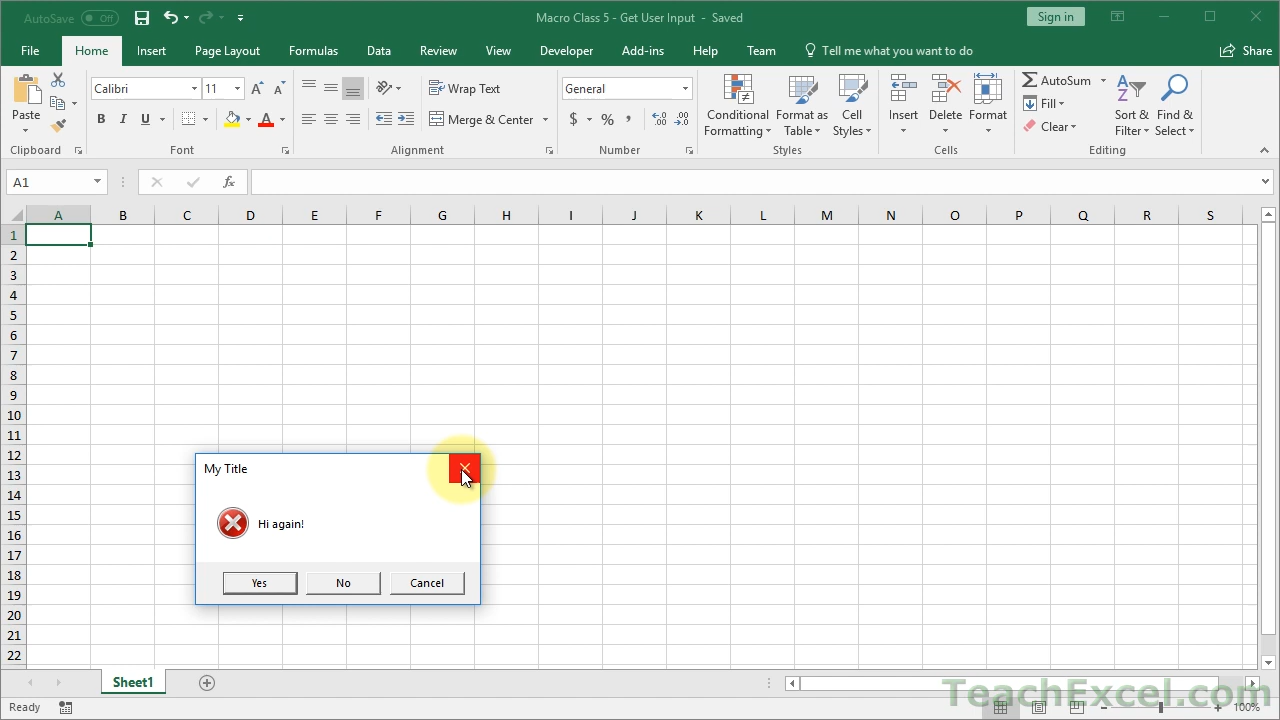 AutoSave Off
Macro Class 5 - Get User Input - Saved
Sign in
File Home Insert Page Layout Formulas Data Review View Developer Add-ins Help Team Tell me what you want to do Share
Calibri 11 A A Wrap Text General AutoSum
Fill
Paste B I U A Merge & Center $ % Conditional Formatting Format as Table Cell Styles Insert Delete Format Clear Sort & Filter Find & Select
Clipboard Font Alignment Number Styles Cells Editing
A1 fx
A B C D E F G H I J K L M N O P Q R S
1
2
3
4
5
6
7
8
9
10
11
12
13
14
15
16
17
18
19
20
21
22
My Title
Hi again!
Yes No Cancel
Sheet1
TeachExcel.com
Ready 100%